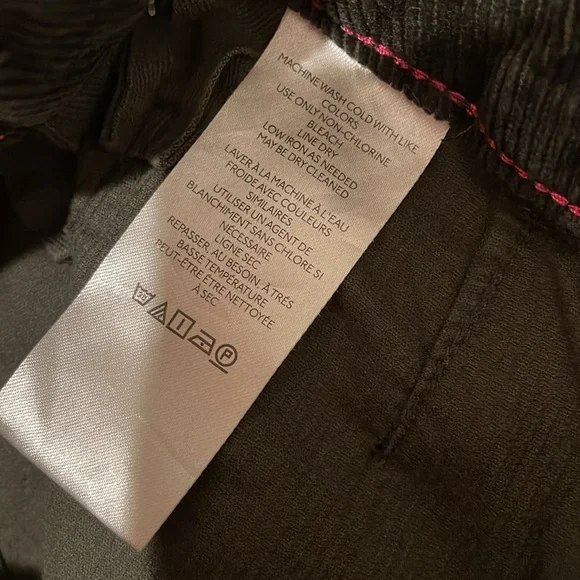 MACHINE WASH COLD WITH LIKE
COLORS
USE ONLY NON-CHLORINE
BLEACH
LINE DRY
LOW IRON AS NEEDED
MAY BE DRY CLEANED
LAVER À LA MACHINE À L'EAU
FROIDE AVEC COULEURS
SIMILAIRES
UTILISER UN AGENT DE
BLANCHIMENT SANS CHLORE SI
NÉCESSAIRE
LIGNE SEC
REPASSER, AU BESOIN, À TRÉS
BASSE TEMPÉRATURE
PEUT-ÊTRE ÊTRE NETTOYÉE
À SEC
30
P